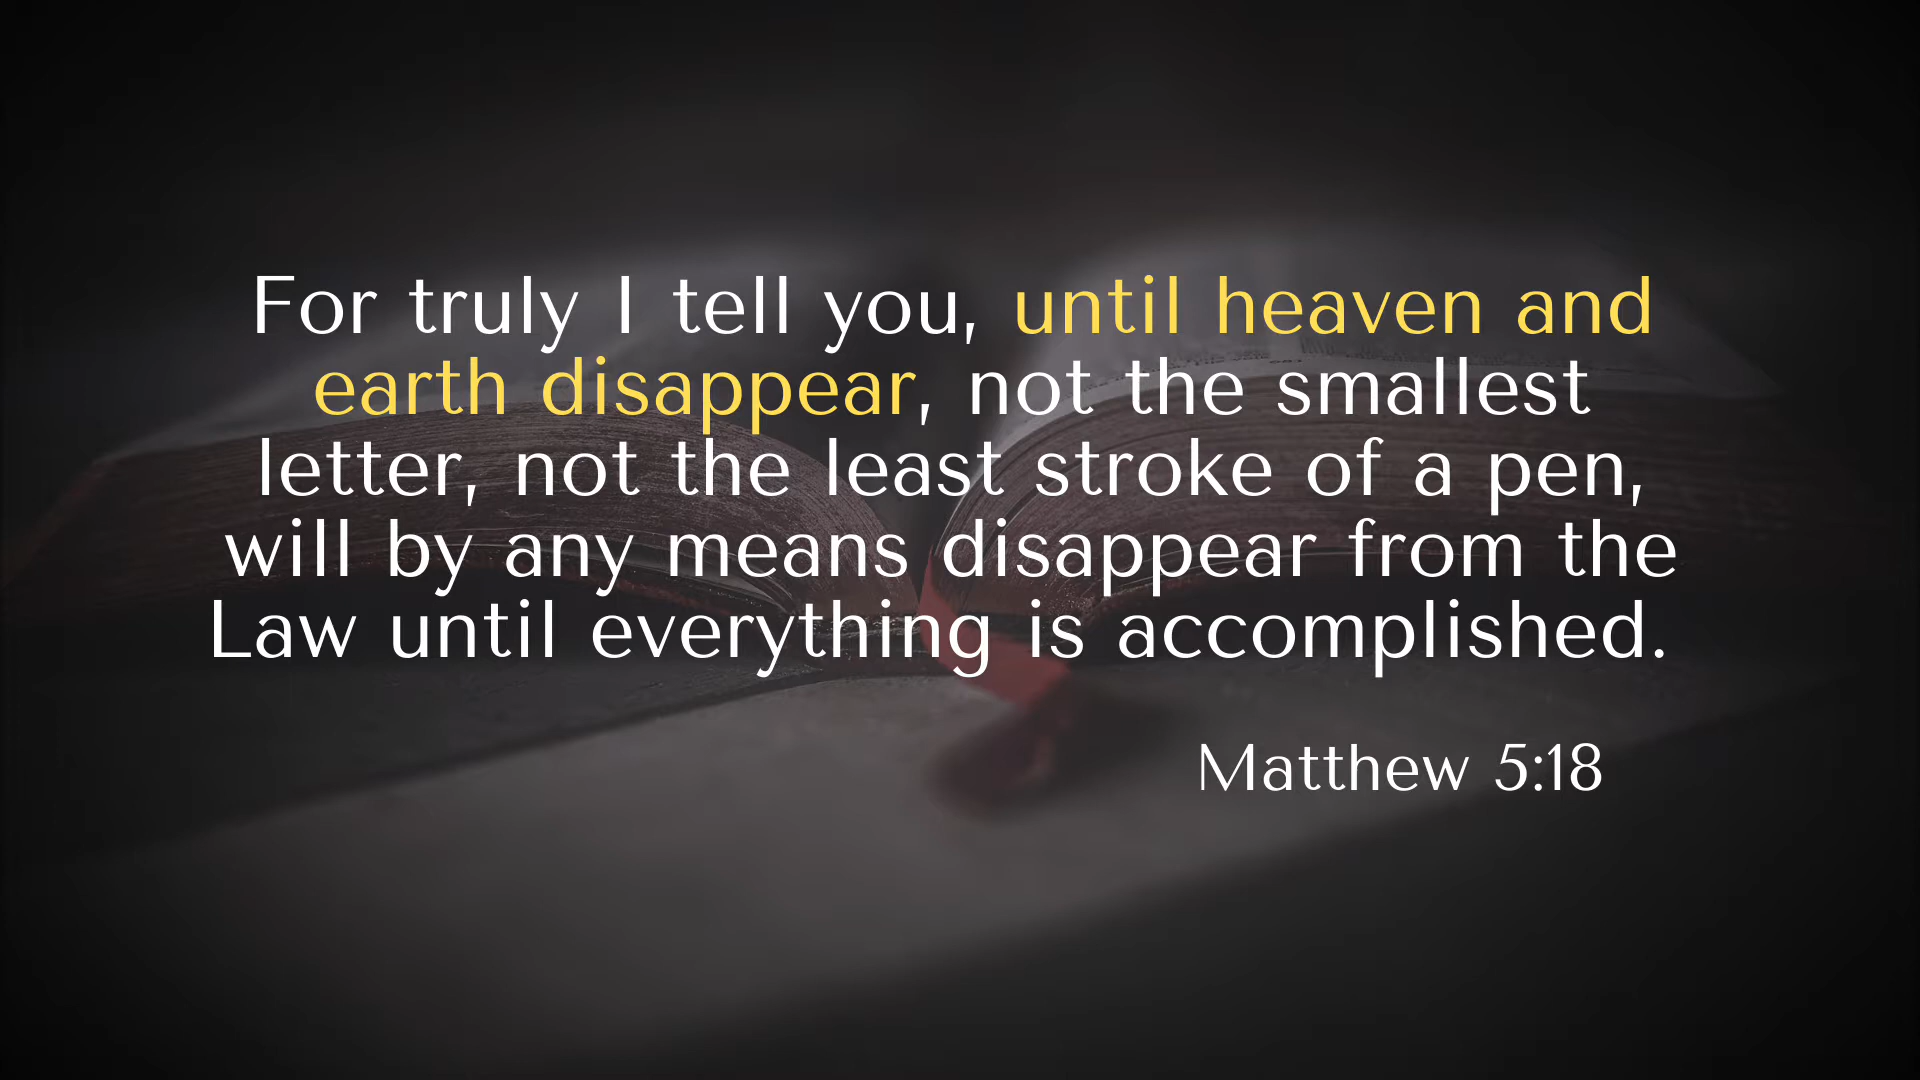 For truly I tell you, until heaven and
earth disappear, not the smallest
letter, not the least stroke of a pen,
will by any means disappear from the
Law until everything is accomplished.
Matthew 5:18